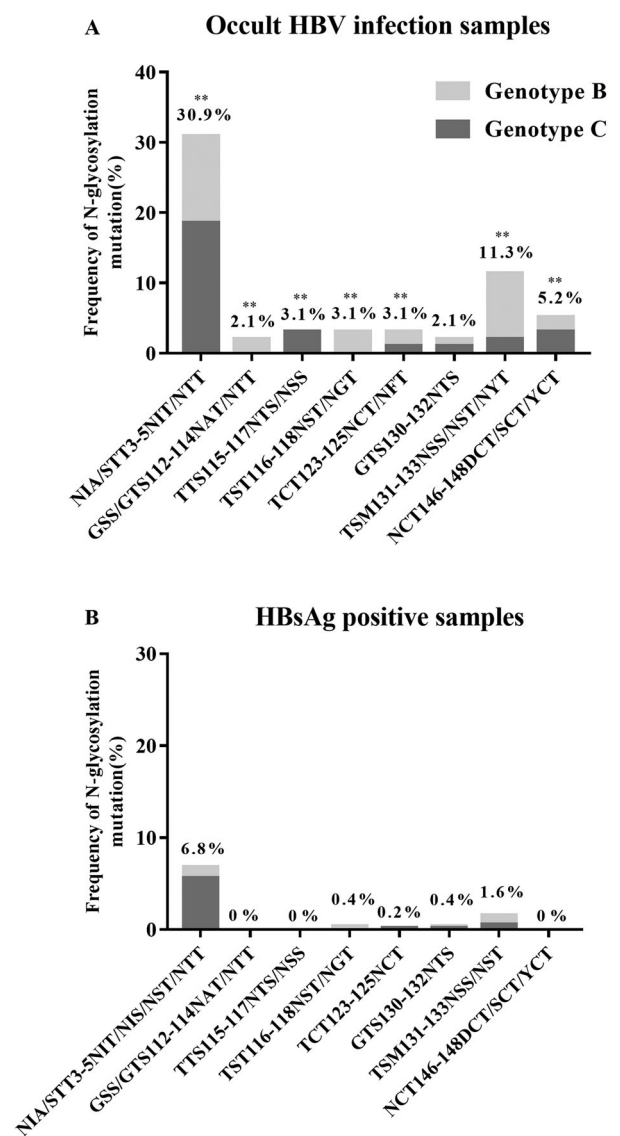 A
Occult HBV infection samples
Genotype B
Genotype C
Frequency of N-glycosylation
mutation(%)
40
30
20
10
0
**
30.9%
**
2.1%
**
3.1%
**
3.1%
**
3.1%
2.1%
**
11.3%
**
5.2%
NIA/STT3-5NIT/NTT
GSS/GTS112-114NAT/NTT
TTS115-117NTS/NSS
TST116-118NST/NGT
TCT123-125NCT/NFT
GTS130-132NTS
TSM131-133NSS/NST/NYT
NCT146-148DCT/SCT/YCT
B
HBsAg positive samples
Frequency of N-glycosylation
mutation(%)
30
20
10
0
6.8%
0 %
0 %
0.4%
0.2%
0.4%
1.6%
0 %
NIA/STT3-5NIT/NIS/NST/NTT
GSS/GTS112-114NAT/NTT
TTS115-117NTS/NSS
TST116-118NST/NGT
TCT123-125NCT
GTS130-132NTS
TSM131-133NSS/NST
NCT146-148DCT/SCT/YCT